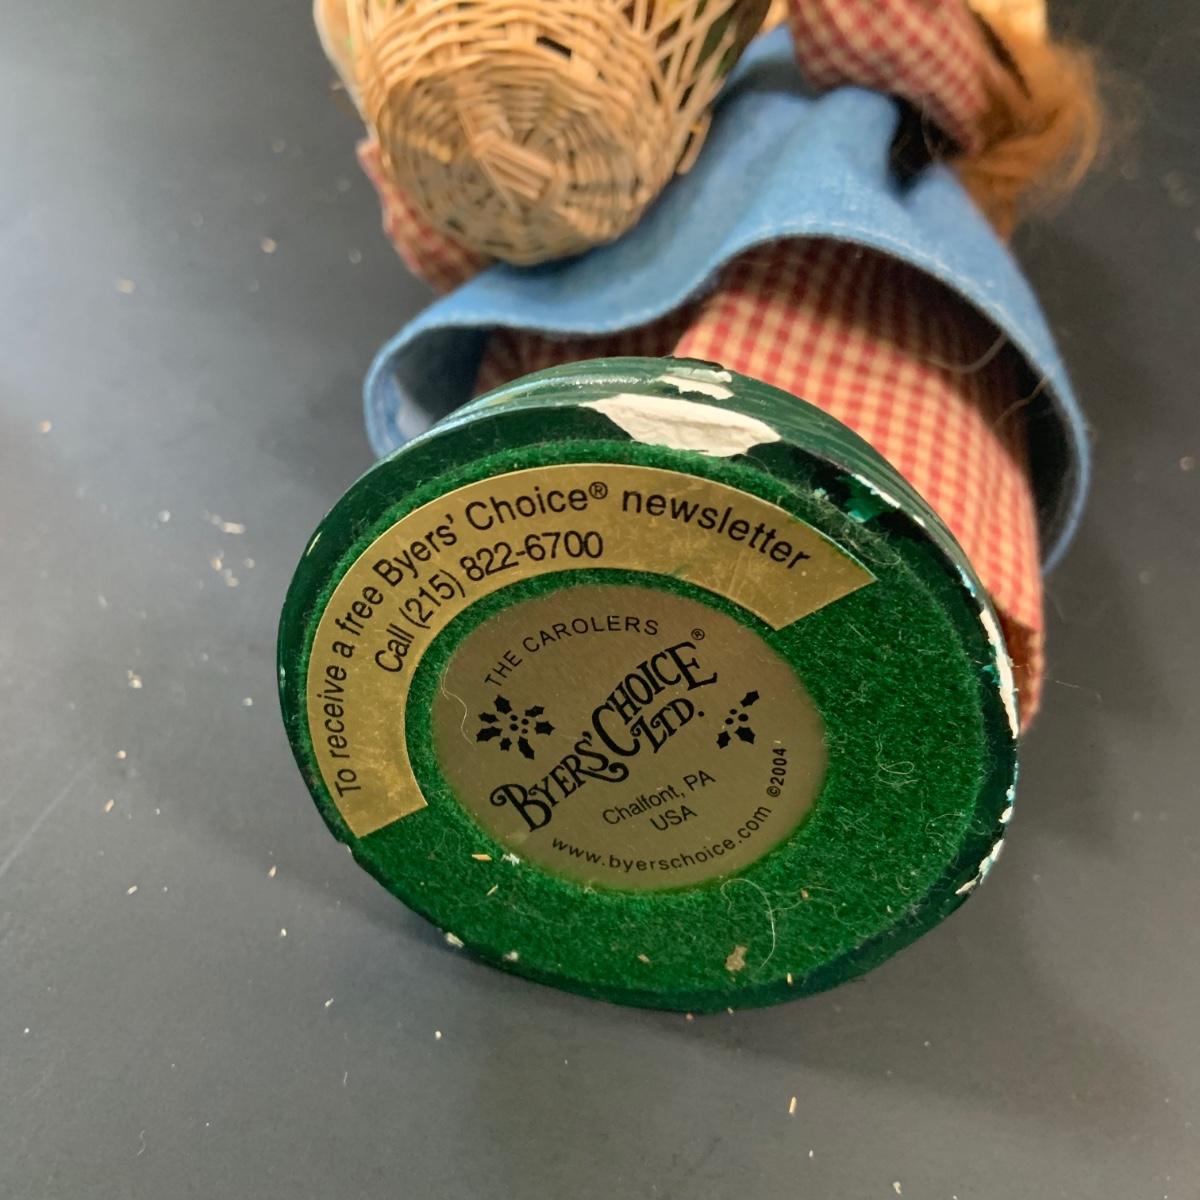 To receive a free Byers' Choice® newsletter
Call (215) 822-6700
THE CAROLERS
BYERS' CHOICE®
LTD.
Chalfont, PA
USA
www.byerschoice.com ©2004